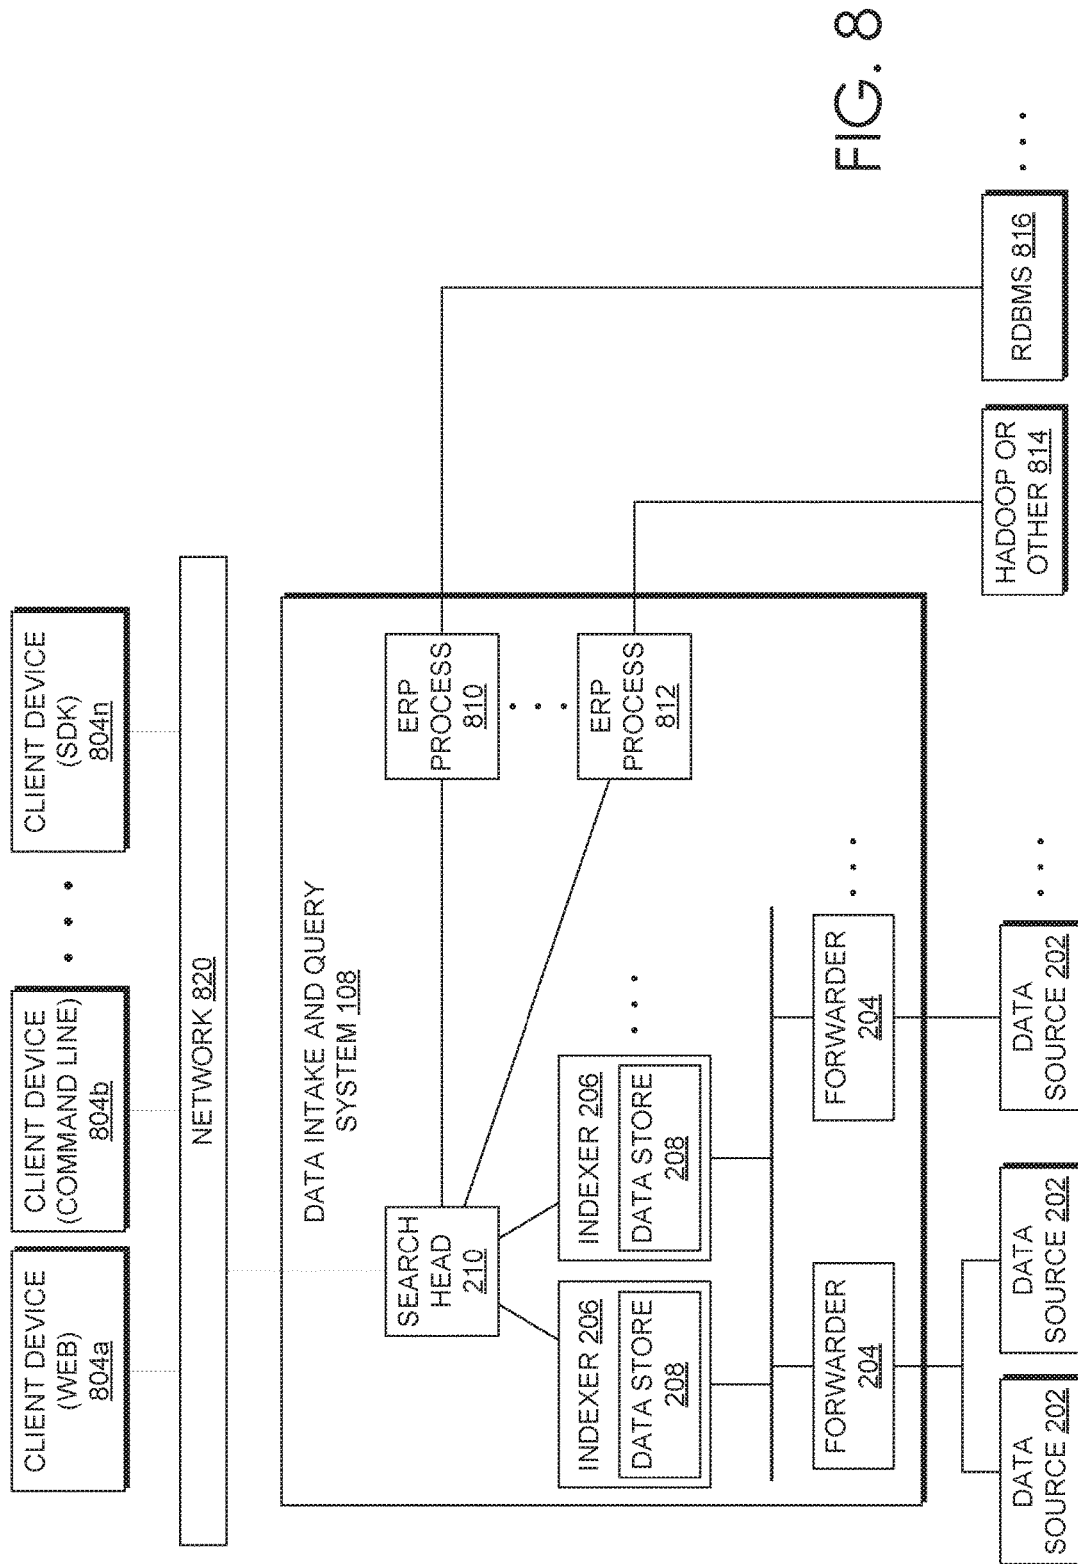 CLIENT DEVICE
(WEB)
804a
CLIENT DEVICE
(COMMAND LINE)
804b
CLIENT DEVICE
(SDK)
804n
NETWORK 820
DATA INTAKE AND QUERY
SYSTEM 108
SEARCH
HEAD
210
ERP
PROCESS
810
ERP
PROCESS
812
INDEXER 206
DATA STORE
208
INDEXER 206
DATA STORE
208
FORWARDER
204
FORWARDER
204
DATA
SOURCE 202
DATA
SOURCE 202
DATA
SOURCE 202
HADOOP OR
OTHER 814
RDBMS 816
FIG. 8